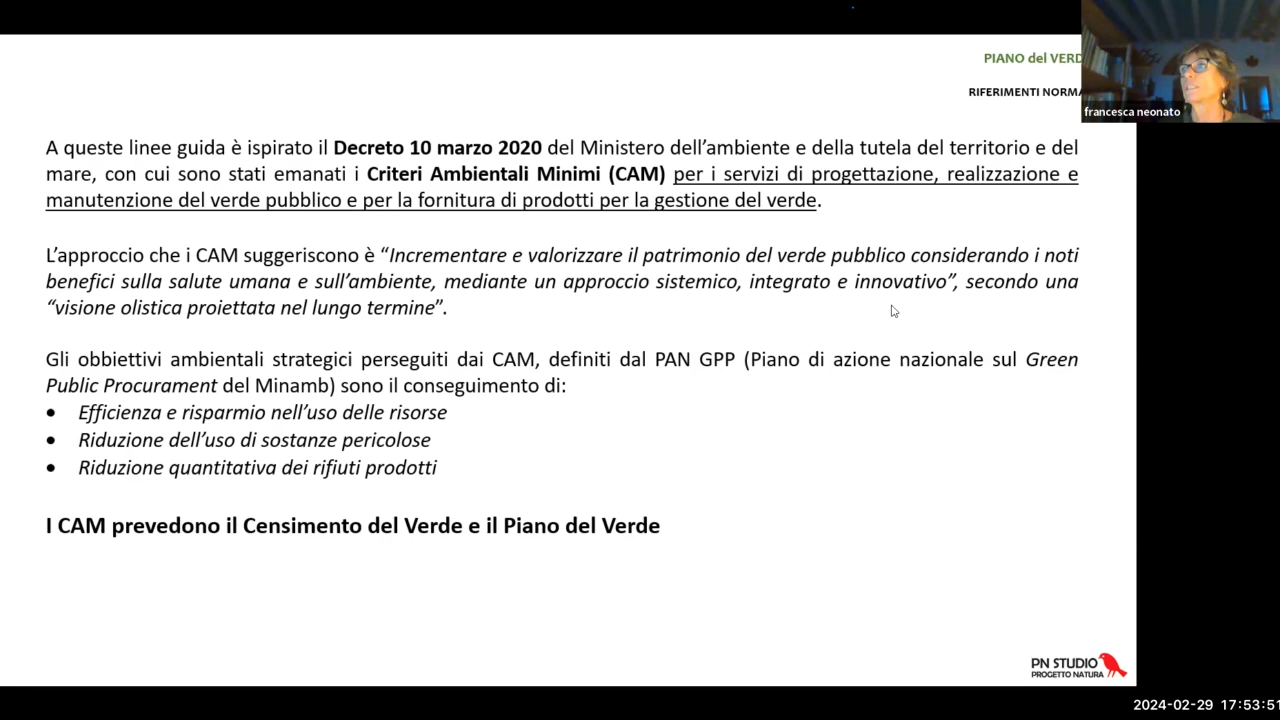 PIANO del VERD
RIFERIMENTI NORMA
francesca neonato
A queste linee guida è ispirato il Decreto 10 marzo 2020 del Ministero dell’ambiente e della tutela del territorio e del
mare, con cui sono stati emanati i Criteri Ambientali Minimi (CAM) per i servizi di progettazione, realizzazione e
manutenzione del verde pubblico e per la fornitura di prodotti per la gestione del verde.
L’approccio che i CAM suggeriscono è “Incrementare e valorizzare il patrimonio del verde pubblico considerando i noti
benefici sulla salute umana e sull’ambiente, mediante un approccio sistemico, integrato e innovativo”, secondo una
“visione olistica proiettata nel lungo termine”.
Gli obbiettivi ambientali strategici perseguiti dai CAM, definiti dal PAN GPP (Piano di azione nazionale sul Green
Public Procurament del Minamb) sono il conseguimento di:
• Efficienza e risparmio nell’uso delle risorse
• Riduzione dell’uso di sostanze pericolose
• Riduzione quantitativa dei rifiuti prodotti
I CAM prevedono il Censimento del Verde e il Piano del Verde
PN STUDIO
PROGETTO NATURA
2024-02-29 17:53:51